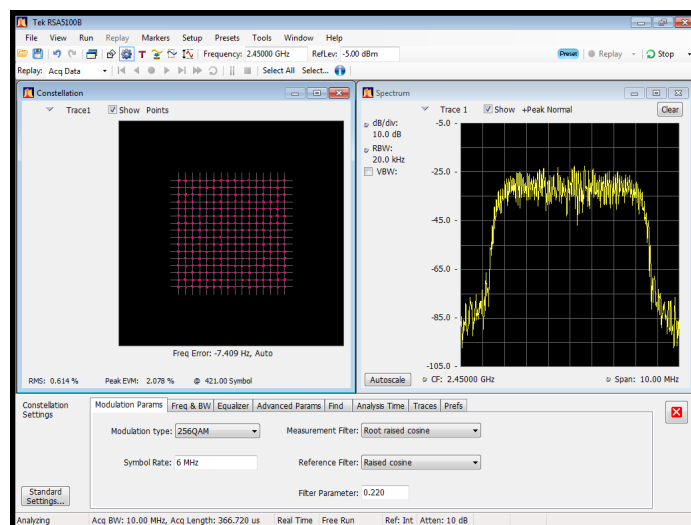 Tek RSA5100B
File View Run Replay Markers Setup Presets Tools Window Help
T Frequency: 2.45000 GHz RefLev: -5.00 dBm Preset Replay Stop
Replay: Acq Data Select All Select...
Constellation
Trace1 Show Points
Freq Error: -7.409 Hz, Auto
RMS: 0.614 % Peak EVM: 2.078 % @ 421.00 Symbol
Spectrum
Trace 1 Show +Peak Normal Clear
dB/div:
10.0 dB
RBW:
20.0 kHz
VBW:
-5.0
-25.0
-45.0
-65.0
-85.0
-105.0
Autoscale CF: 2.45000 GHz Span: 10.00 MHz
Constellation
Settings
Modulation Params Freq & BW Equalizer Advanced Params Find Analysis Time Traces Prefs
Modulation type: 256QAM Measurement Filter: Root raised cosine
Symbol Rate: 6 MHz Reference Filter: Raised cosine
Filter Parameter: 0.220
Standard
Settings...
Analyzing Acq BW: 10.00 MHz, Acq Length: 366.720 us Real Time Free Run Ref: Int Atten: 10 dB